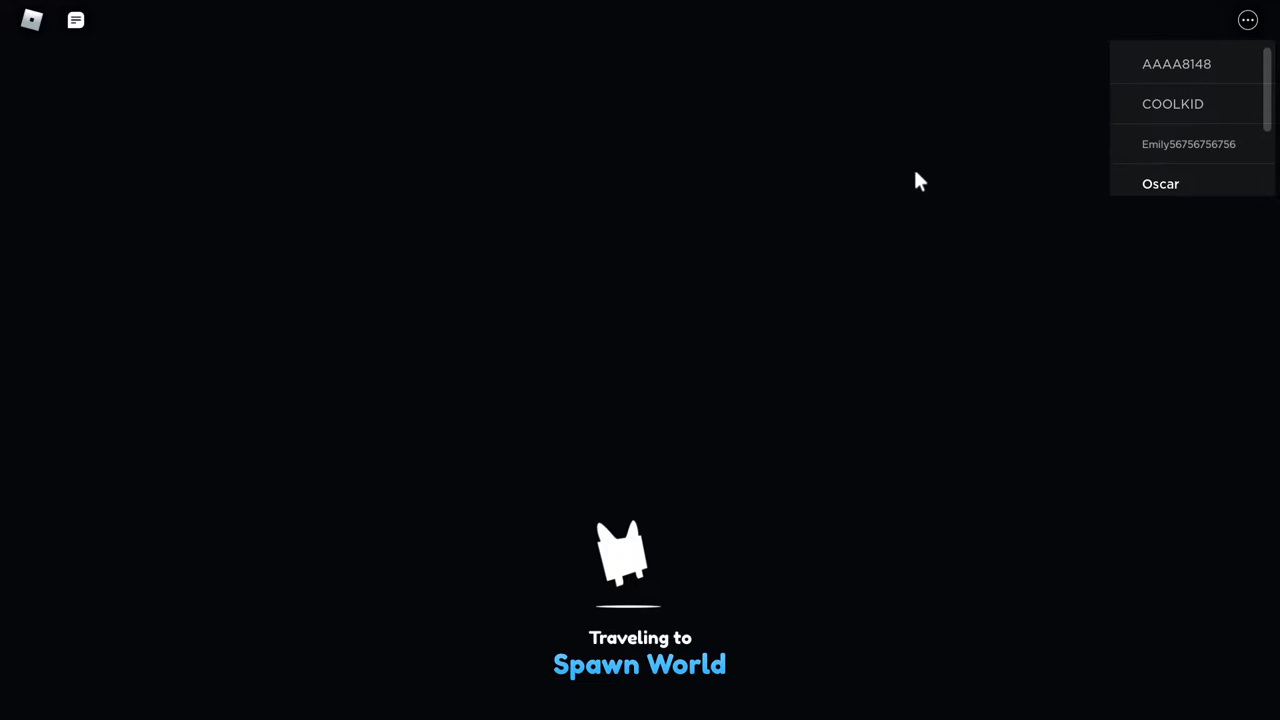 AAAA8148
COOLKID
Emily56756756756
Oscar
Traveling to
Spawn World